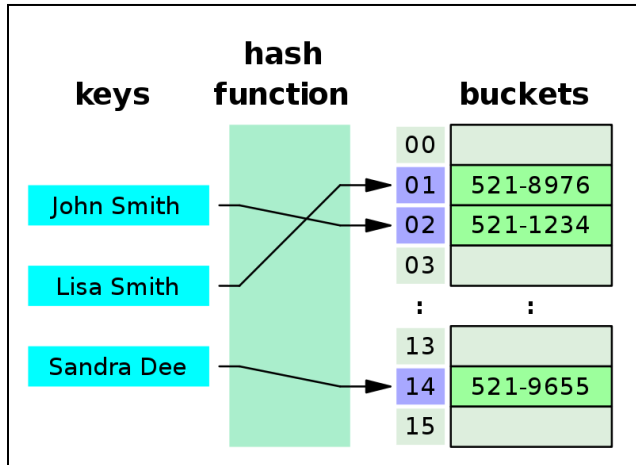 hash
keys function buckets
00
01 521-8976
John Smith
02 521-1234
03
Lisa Smith
: :
13
Sandra Dee
14 521-9655
15